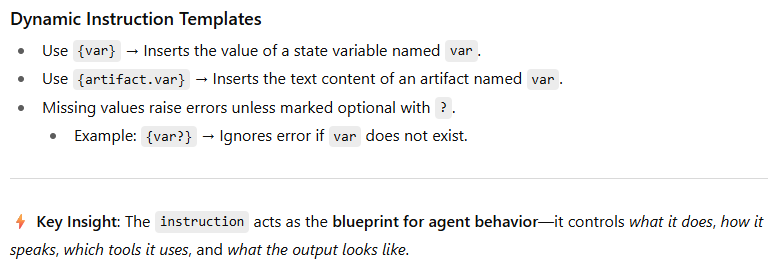 Dynamic Instruction Templates
• Use {var} → Inserts the value of a state variable named var.
• Use {artifact.var} → Inserts the text content of an artifact named var.
• Missing values raise errors unless marked optional with ?.
• Example: {var?} → Ignores error if var does not exist.
⚡ Key Insight: The instruction acts as the blueprint for agent behavior—it controls what it does, how it
speaks, which tools it uses, and what the output looks like.